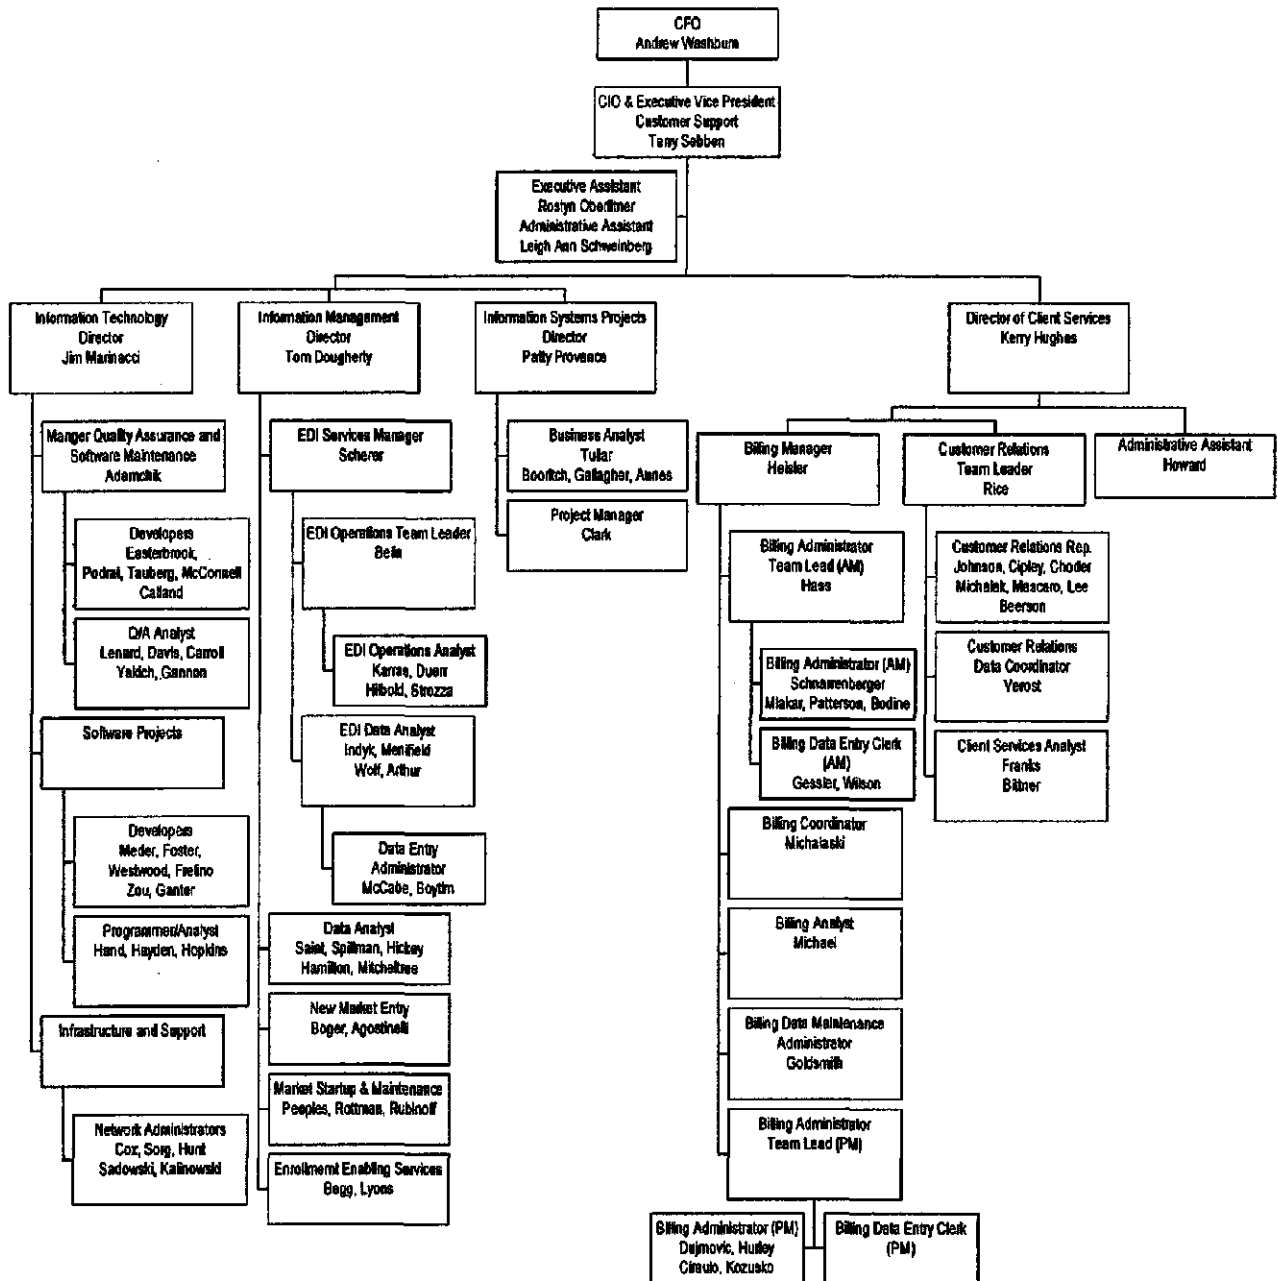 CFO
Andrew Washburn
CIO & Executive Vice President
Customer Support
Terry Sebben
Executive Assistant
Rostyn Oberlitner
Administrative Assistant
Leigh Ann Schweinberg
Information Technology
Director
Jim Marinacci
Information Management
Director
Tom Dougherty
Information Systems Projects
Director
Patty Provance
Director of Client Services
Kerry Hughes
Manger Quality Assurance and
Software Maintenance
Adamchik
Developers
Easterbrook,
Podrat, Tauberg, McConnell
Calland
Q/A Analyst
Lenard, Davis, Carroll
Yakich, Gannon
Software Projects
Developers
Meder, Foster,
Westwood, Fratino
Zou, Ganter
Programmer/Analyst
Hand, Hayden, Hopkins
Infrastructure and Support
Network Administrators
Cox, Sorg, Hunt
Sadowski, Kalinowski
EDI Services Manager
Scherer
EDI Operations Team Leader
EDI Operations Analyst
Karras, Duerr
Hilbold, Strozza
EDI Data Analyst
Indyk, Menifield
Wolf, Arthur
Data Entry
Administrator
McCabe, Boytim
Data Analyst
Spillman, Hickey
Hamilton, Mitcheltree
New Market Entry
Boger, Agostinelli
Market Startup & Maintenance
Peoples, Rottman, Rubinoff
Enrollment Enabling Services
Begg, Lyons
Business Analyst
Tullar
Gallagher,
Project Manager
Clark
Billing Manager
Heisler
Customer Relations
Team Leader
Rice
Administrative Assistant
Howard
Billing Administrator
Team Lead (AM)
Hass
Billing Administrator (AM)
Schnarrenberger
Mlakar, Patterson, Bodine
Billing Data Entry Clerk
(AM)
Gessler, Wilson
Billing Coordinator
Michalski
Billing Analyst
Michael
Billing Data Maintenance
Administrator
Goldsmith
Billing Administrator
Team Lead (PM)
Billing Administrator (PM)
Dujmovic, Hurley
Ciraulo, Kozusko
Billing Data Entry Clerk
(PM)
Customer Relations Rep.
Johnson, Cipley, Choder
Michalek, Mascaro, Lee
Beerson
Customer Relations
Data Coordinator
Yerost
Client Services Analyst
Franks
Bittner